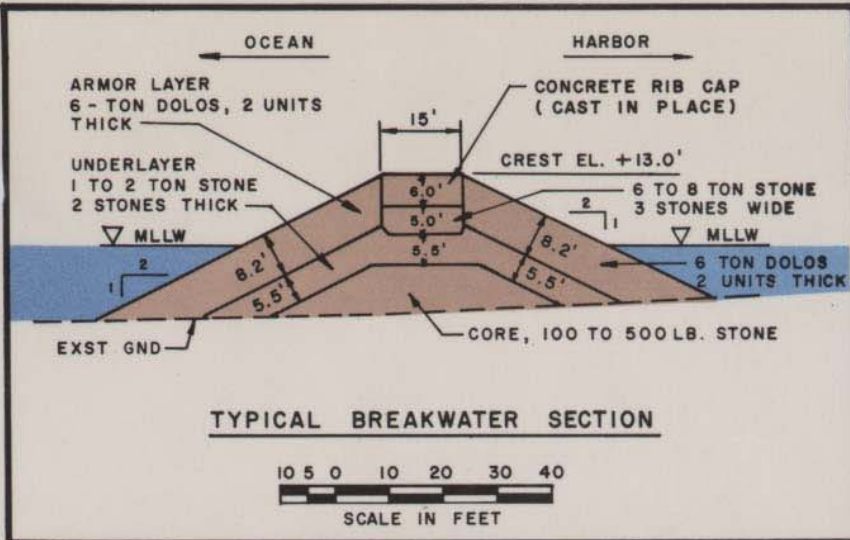 OCEAN
HARBOR
ARMOR LAYER
6 - TON DOLOS, 2 UNITS
THICK
CONCRETE RIB CAP
( CAST IN PLACE)
15'
UNDERLAYER
1 TO 2 TON STONE
2 STONES THICK
CREST EL. +13.0'
6.0'
5.0'
6 TO 8 TON STONE
3 STONES WIDE
2
1
MLLW
MLLW
5.5'
8.2'
8.2'
2
1
5.5'
5.5'
6 TON DOLOS
2 UNITS THICK
EXST GND
CORE, 100 TO 500 LB. STONE
TYPICAL BREAKWATER SECTION
10 5 0 10 20 30 40
SCALE IN FEET